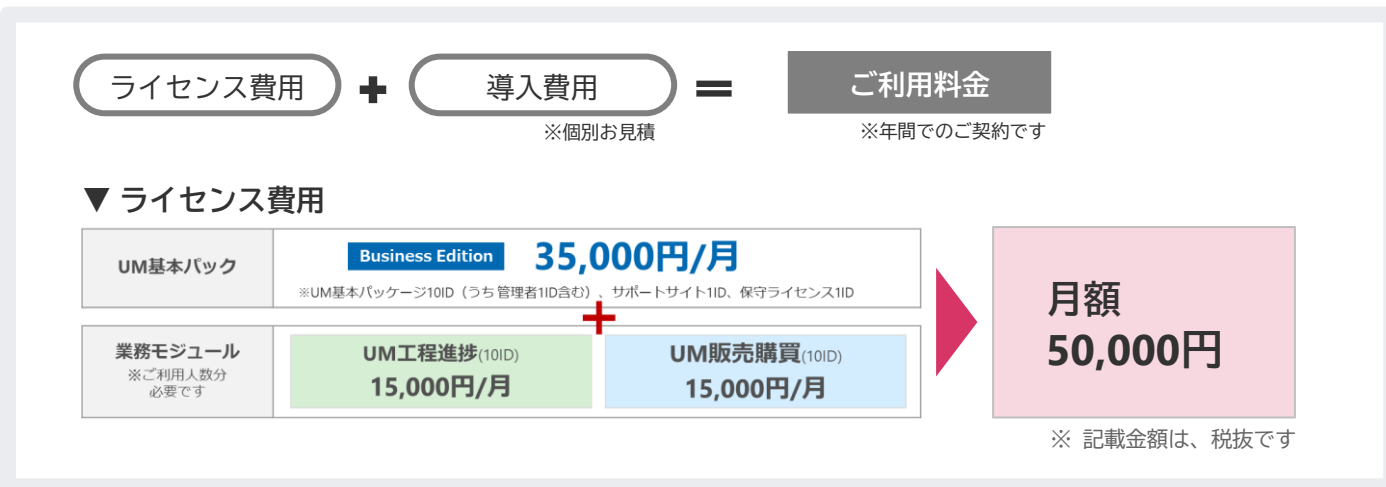 ライセンス費用 + 導入費用 = ご利用料金
※個別お見積 ※年間でのご契約です
▼ ライセンス費用
UM基本パック
Business Edition 35,000円/月
※UM基本パッケージ10ID（うち管理者1ID含む）、サポートサイト1ID、保守ライセンス1ID
+
業務モジュール
※ご利用人数分
必要です
UM工程進捗(10ID)
15,000円/月
UM販売購買(10ID)
15,000円/月
月額
50,000円
※ 記載金額は、税抜です